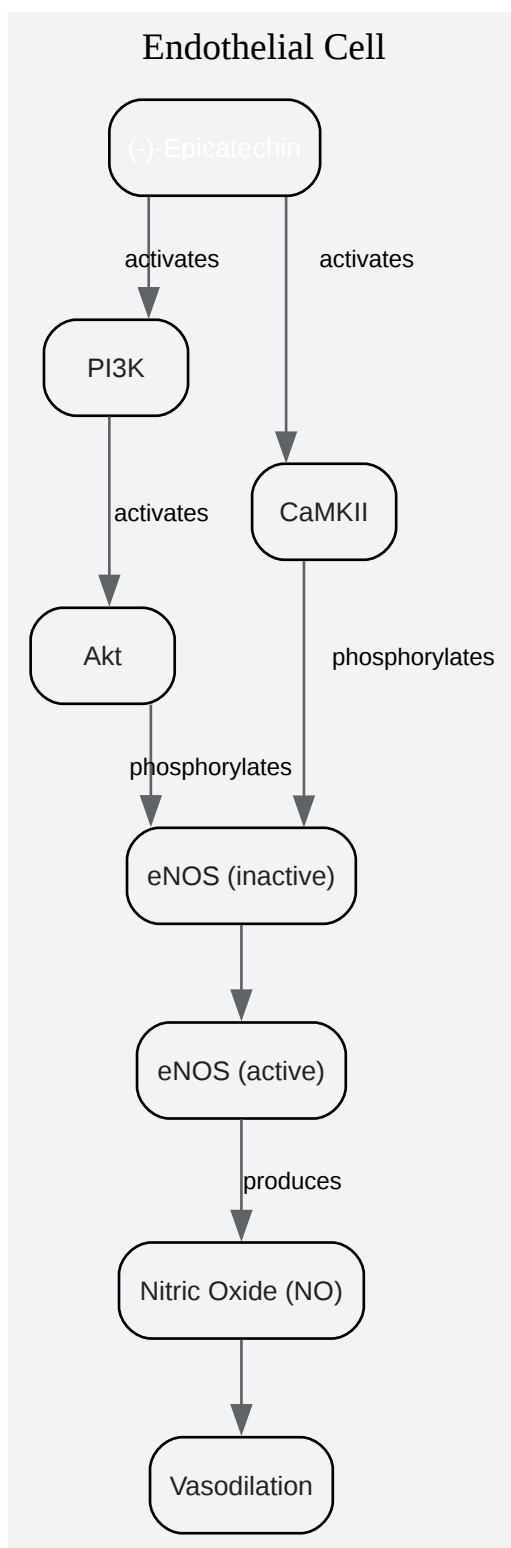 Endothelial Cell
(-)-Epicatechin
activates
activates
PI3K
activates
CaMKII
Akt
phosphorylates
phosphorylates
eNOS (inactive)
eNOS (active)
produces
Nitric Oxide (NO)
Vasodilation